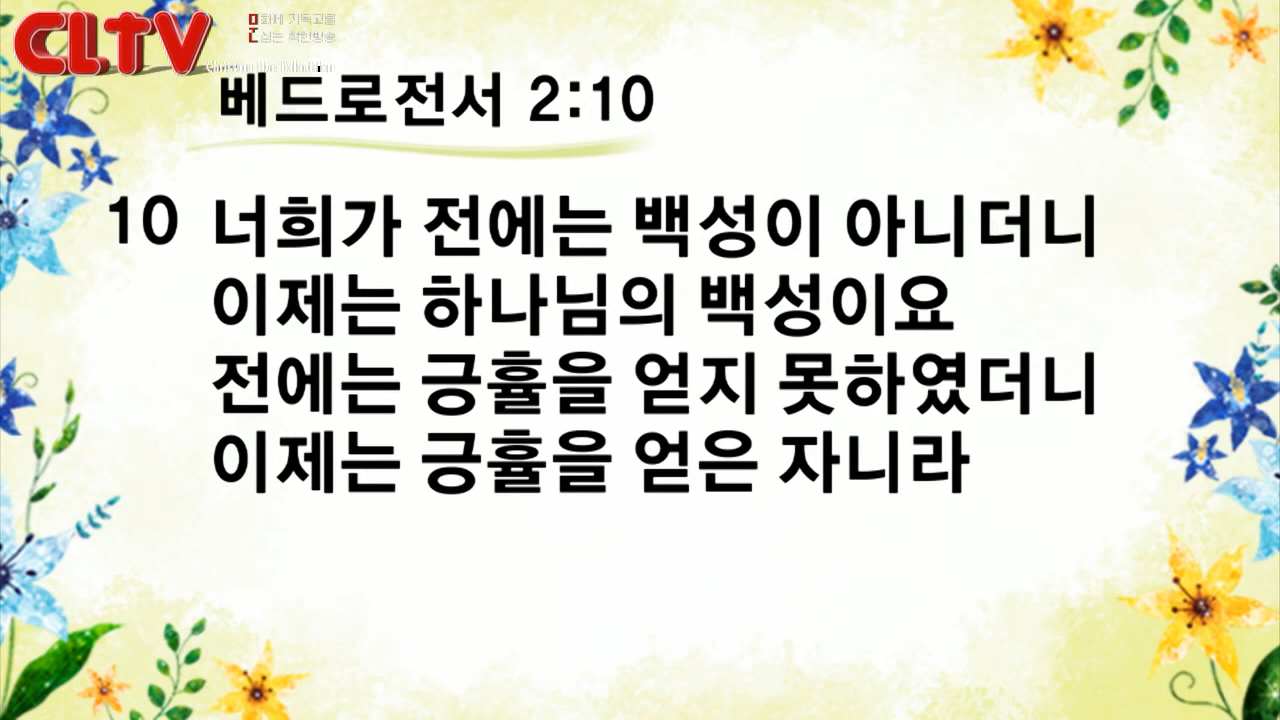 CLTV
베드로전서 2:10
10 너희가 전에는 백성이 아니더니
이제는 하나님의 백성이요
전에는 긍휼을 얻지 못하였더니
이제는 긍휼을 얻은 자니라